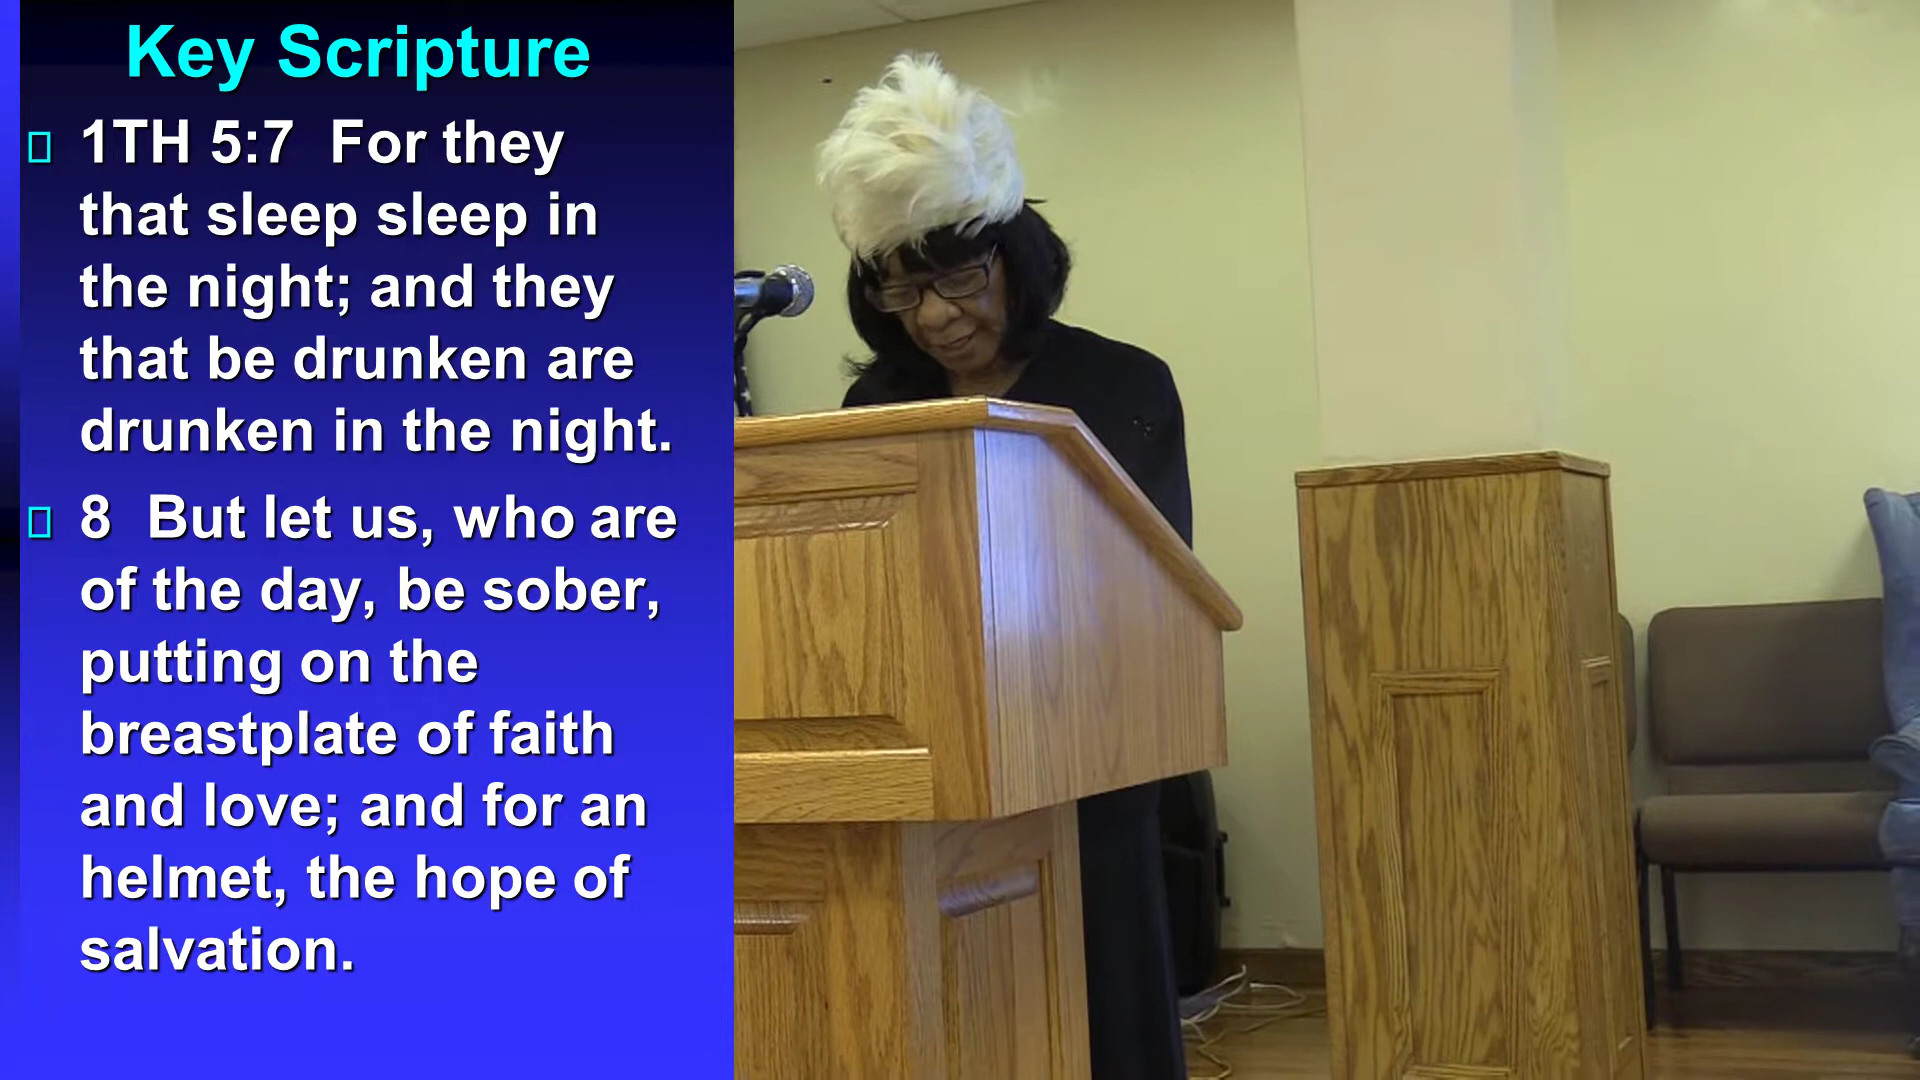 Key Scripture
1TH 5:7 For they
that sleep sleep in
the night; and they
that be drunken are
drunken in the night.
8 But let us, who are
of the day, be sober,
putting on the
breastplate of faith
and love; and for an
helmet, the hope of
salvation.